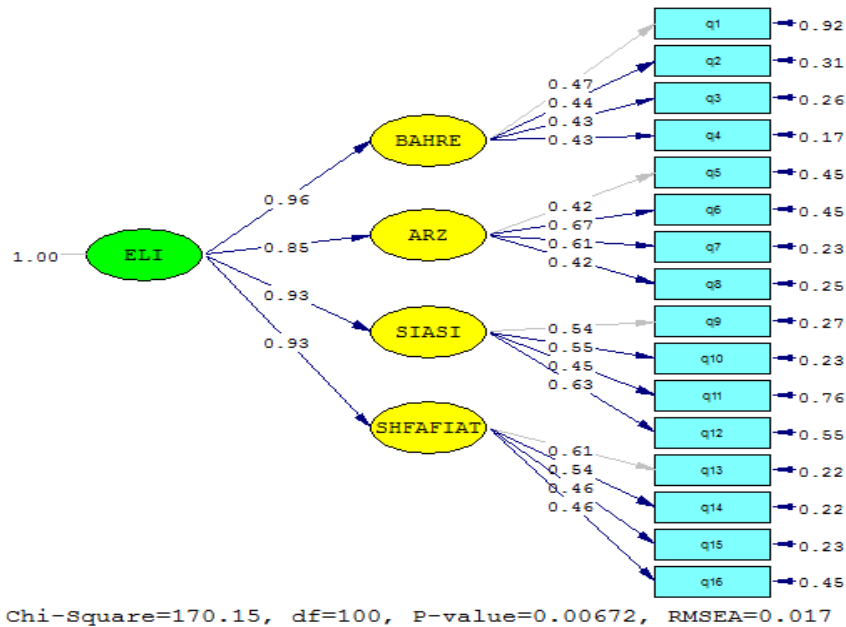 q1 0.92
0.47 q2 0.31
0.44
0.43 q3 0.26
BAHRE 0.43 q4 0.17
q5 0.45
0.96 0.42 q6 0.45
0.67
ARZ 0.61 q7 0.23
0.85 0.42
1.00 ELI q8 0.25
0.93 q9 0.27
SIASI 0.54
0.93 0.55 q10 0.23
0.45
0.63 q11 0.76
SHFAFIAT q12 0.55
0.61 q13 0.22
0.54
0.46 q14 0.22
0.46
q15 0.23
q16 0.45
Chi-Square=170.15, df=100, P-value=0.00672, RMSEA=0.017